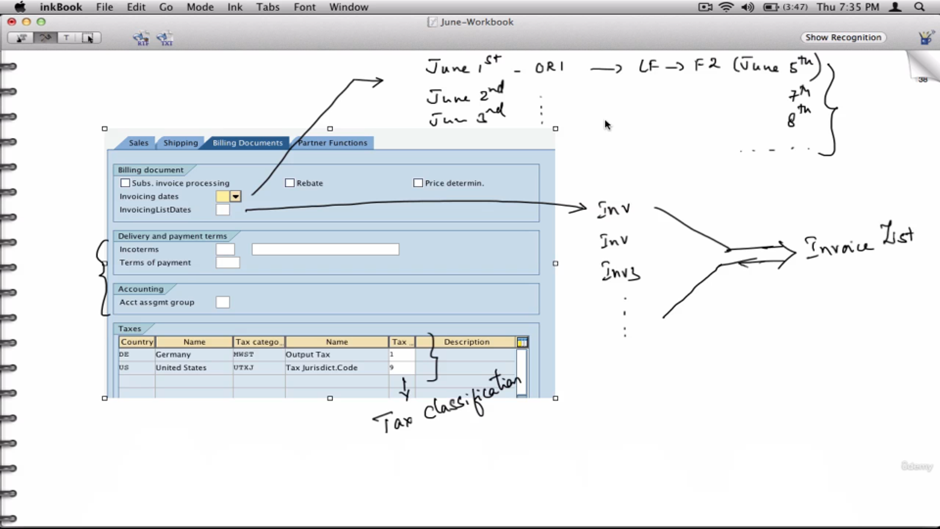 inkBook File Edit Go Mode Ink Tabs Font Window (3:47) Thu 7:35 PM
June-Workbook
T Show Recognition
38
June 1st - OR1 → LF → F2 (June 5th)
June 2nd 7th
June 3rd 8th
Sales Shipping Billing Documents Partner Functions
Billing document
Subs. invoice processing Rebate Price determin.
Invoicing dates
InvoicingListDates
Inv
Inv
Inv3
Invoice List
Delivery and payment terms
Incoterms
Terms of payment
Accounting
Acct assgmt group
Taxes
Country Name Tax catego.. Name Tax .. Description
DE Germany MWST Output Tax 1
US United States UTXJ Tax Jurisdict.Code 9
Tax classification
Udemy